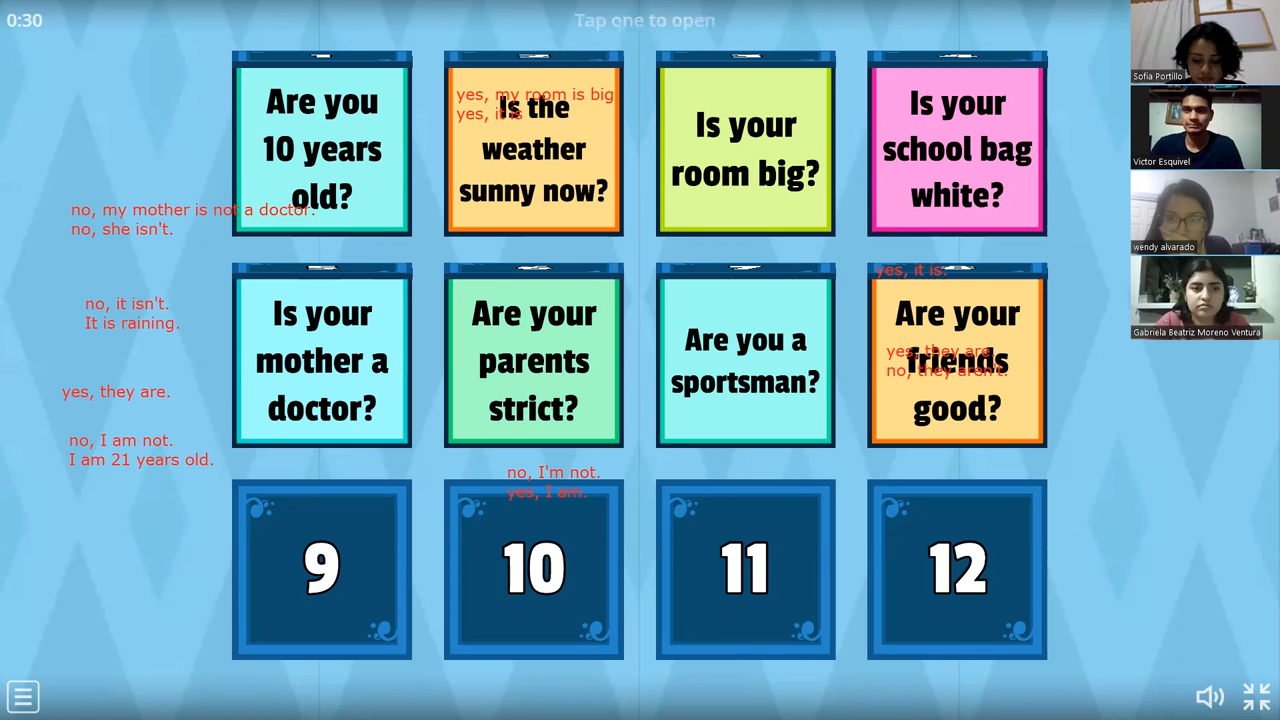 0:30
Tap one to open
Are you
10 years
old?
Is the
weather
sunny now?
Is your
room big?
Is your
school bag
white?
yes, my room is big
yes, it is
no, my mother is not a doctor.
no, she isn't.
Is your
mother a
doctor?
Are your
parents
strict?
Are you a
sportsman?
Are your
friends
good?
yes, it is.
no, it isn't.
It is raining.
yes, they are
no, they aren't.
yes, they are.
no, I am not.
I am 21 years old.
no, I'm not.
yes, I am.
9
10
11
12
Sofia Portillo
Victor Esquivel
wendy alvarado
Gabriela Beatriz Moreno Ventura